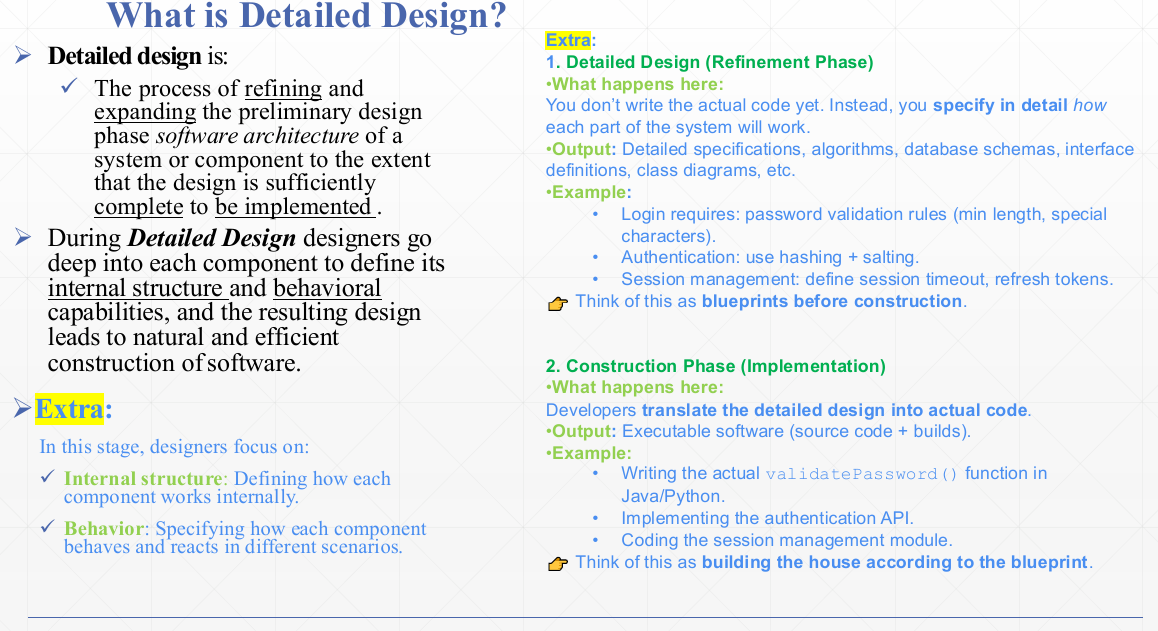 What is Detailed Design?
➢ Detailed design is:
✓ The process of refining and
expanding the preliminary design
phase software architecture of a
system or component to the extent
that the design is sufficiently
complete to be implemented .
➢ During Detailed Design designers go
deep into each component to define its
internal structure and behavioral
capabilities, and the resulting design
leads to natural and efficient
construction of software.
➢Extra:
In this stage, designers focus on:
✓ Internal structure: Defining how each
component works internally.
✓ Behavior: Specifying how each component
behaves and reacts in different scenarios.
Extra:
1. Detailed Design (Refinement Phase)
•What happens here:
You don’t write the actual code yet. Instead, you specify in detail how
each part of the system will work.
•Output: Detailed specifications, algorithms, database schemas, interface
definitions, class diagrams, etc.
•Example:
• Login requires: password validation rules (min length, special
characters).
• Authentication: use hashing + salting.
• Session management: define session timeout, refresh tokens.
👉 Think of this as blueprints before construction.
2. Construction Phase (Implementation)
•What happens here:
Developers translate the detailed design into actual code.
•Output: Executable software (source code + builds).
•Example:
• Writing the actual validatePassword() function in
Java/Python.
• Implementing the authentication API.
• Coding the session management module.
👉 Think of this as building the house according to the blueprint.